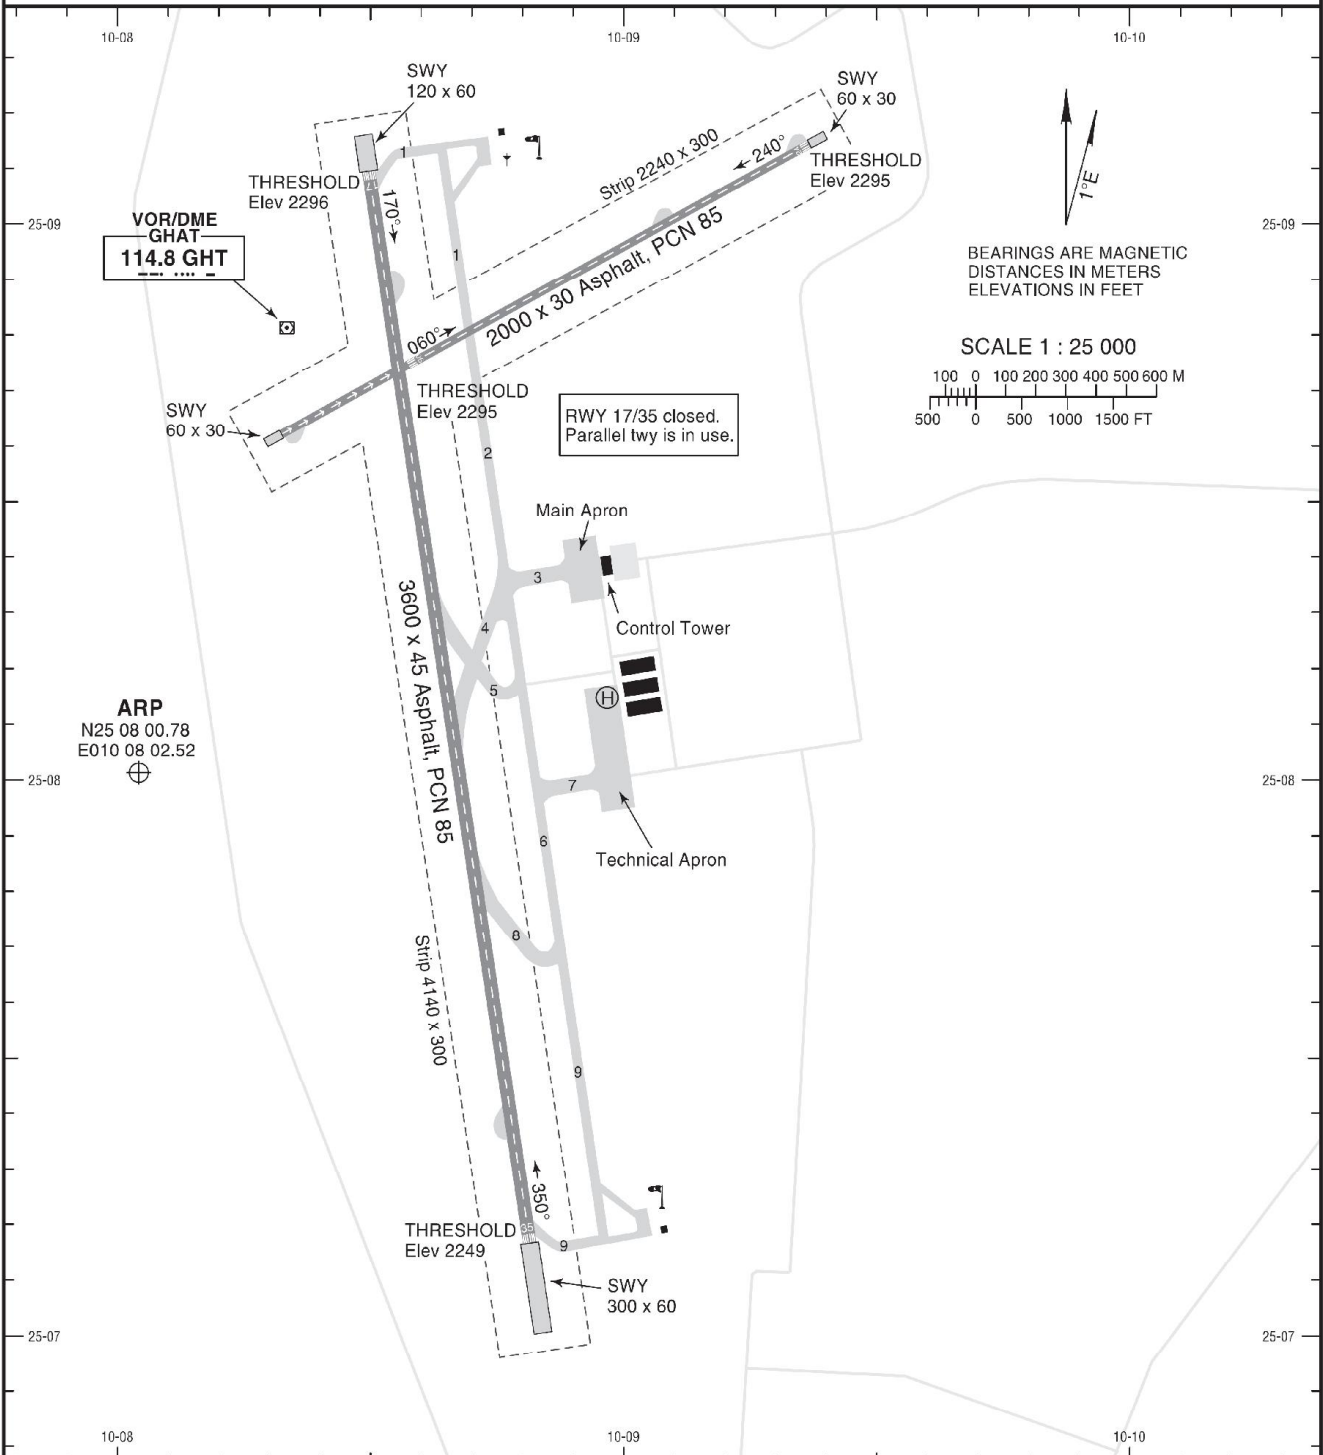 10-08
10-09
10-10
SWY
120 x 60
SWY
60 x 30
1
Strip 2240 x 300
240°
THRESHOLD
Elev 2295
THRESHOLD
Elev 2296
17
170°
1°E
VOR/DME
GHAT
114.8 GHT
25-09
25-09
1
BEARINGS ARE MAGNETIC
DISTANCES IN METERS
ELEVATIONS IN FEET
2000 x 30 Asphalt, PCN 85
060°
SCALE 1 : 25 000
100 0 100 200 300 400 500 600 M
500 0 500 1000 1500 FT
THRESHOLD
Elev 2295
SWY
60 x 30
RWY 17/35 closed.
Parallel twy is in use.
2
Main Apron
3
3600 x 45 Asphalt, PCN 85
4
Control Tower
5
H
ARP
N25 08 00.78
E010 08 02.52
25-08
25-08
7
6
Technical Apron
8
Strip 4140 x 300
9
350°
THRESHOLD
Elev 2249
35
9
SWY
300 x 60
25-07
25-07
10-08
10-09
10-10